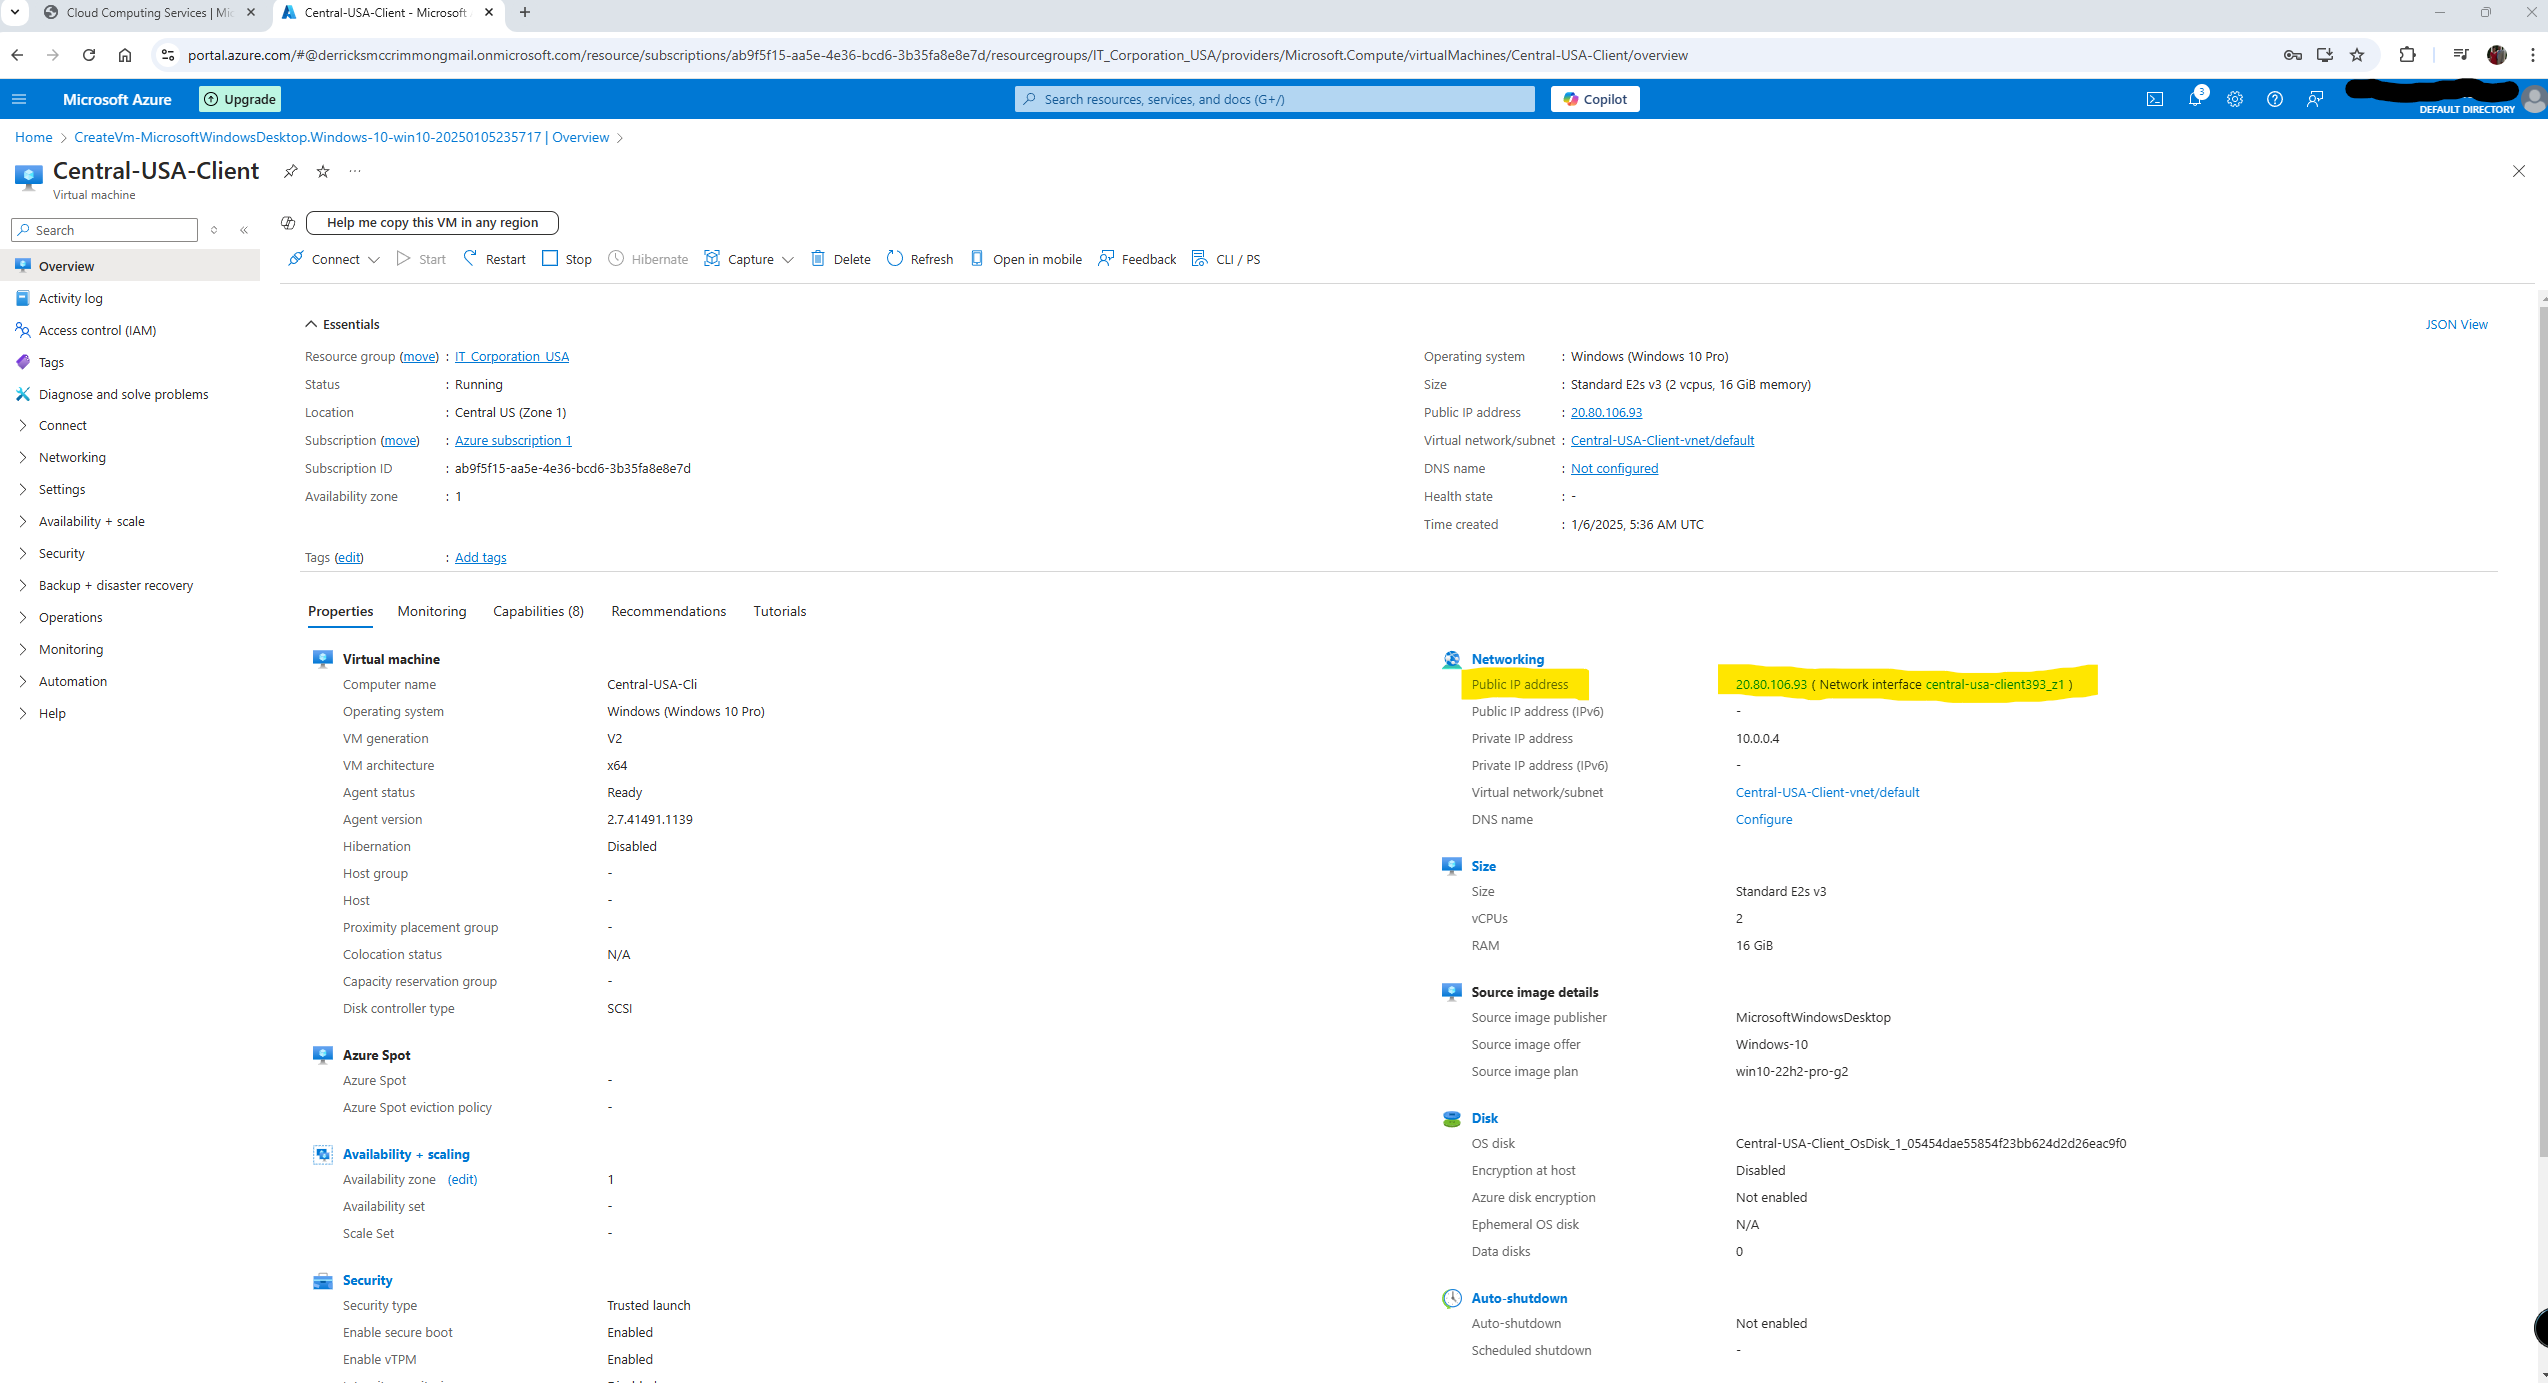 Cloud Computing Services | Mic
Central-USA-Client - Microsoft
portal.azure.com/#@derricksmccrimmongmail.onmicrosoft.com/resource/subscriptions/ab9f5f15-aa5e-4e36-bcd6-3b35fa8e8e7d/resourcegroups/IT_Corporation_USA/providers/Microsoft.Compute/virtualMachines/Central-USA-Client/overview
Microsoft Azure
Upgrade
Search resources, services, and docs (G+/)
Copilot
3
DEFAULT DIRECTORY
Home > CreateVm-MicrosoftWindowsDesktop.Windows-10-win10-20250105235717 | Overview >
Central-USA-Client
Virtual machine
Search
Help me copy this VM in any region
Connect Start Restart Stop Hibernate Capture Delete Refresh Open in mobile Feedback CLI / PS
Overview
Activity log
Access control (IAM)
Tags
Diagnose and solve problems
Connect
Networking
Settings
Availability + scale
Security
Backup + disaster recovery
Operations
Monitoring
Automation
Help
Essentials
JSON View
Resource group (move) : IT_Corporation_USA
Status : Running
Location : Central US (Zone 1)
Subscription (move) : Azure subscription 1
Subscription ID : ab9f5f15-aa5e-4e36-bcd6-3b35fa8e8e7d
Availability zone : 1
Operating system : Windows (Windows 10 Pro)
Size : Standard E2s v3 (2 vcpus, 16 GiB memory)
Public IP address : 20.80.106.93
Virtual network/subnet : Central-USA-Client-vnet/default
DNS name : Not configured
Health state : -
Time created : 1/6/2025, 5:36 AM UTC
Tags (edit) : Add tags
Properties Monitoring Capabilities (8) Recommendations Tutorials
Virtual machine
Computer name Central-USA-Cli
Operating system Windows (Windows 10 Pro)
VM generation V2
VM architecture x64
Agent status Ready
Agent version 2.7.41491.1139
Hibernation Disabled
Host group -
Host -
Proximity placement group -
Colocation status N/A
Capacity reservation group -
Disk controller type SCSI
Azure Spot
Azure Spot -
Azure Spot eviction policy -
Availability + scaling
Availability zone (edit) 1
Availability set -
Scale Set -
Security
Security type Trusted launch
Enable secure boot Enabled
Enable vTPM Enabled
Networking
Public IP address 20.80.106.93 ( Network interface central-usa-client393_z1 )
Public IP address (IPv6) -
Private IP address 10.0.0.4
Private IP address (IPv6) -
Virtual network/subnet Central-USA-Client-vnet/default
DNS name Configure
Size
Size Standard E2s v3
vCPUs 2
RAM 16 GiB
Source image details
Source image publisher MicrosoftWindowsDesktop
Source image offer Windows-10
Source image plan win10-22h2-pro-g2
Disk
OS disk Central-USA-Client_OsDisk_1_05454dae55854f23bb624d2d26eac9f0
Encryption at host Disabled
Azure disk encryption Not enabled
Ephemeral OS disk N/A
Data disks 0
Auto-shutdown
Auto-shutdown Not enabled
Scheduled shutdown -